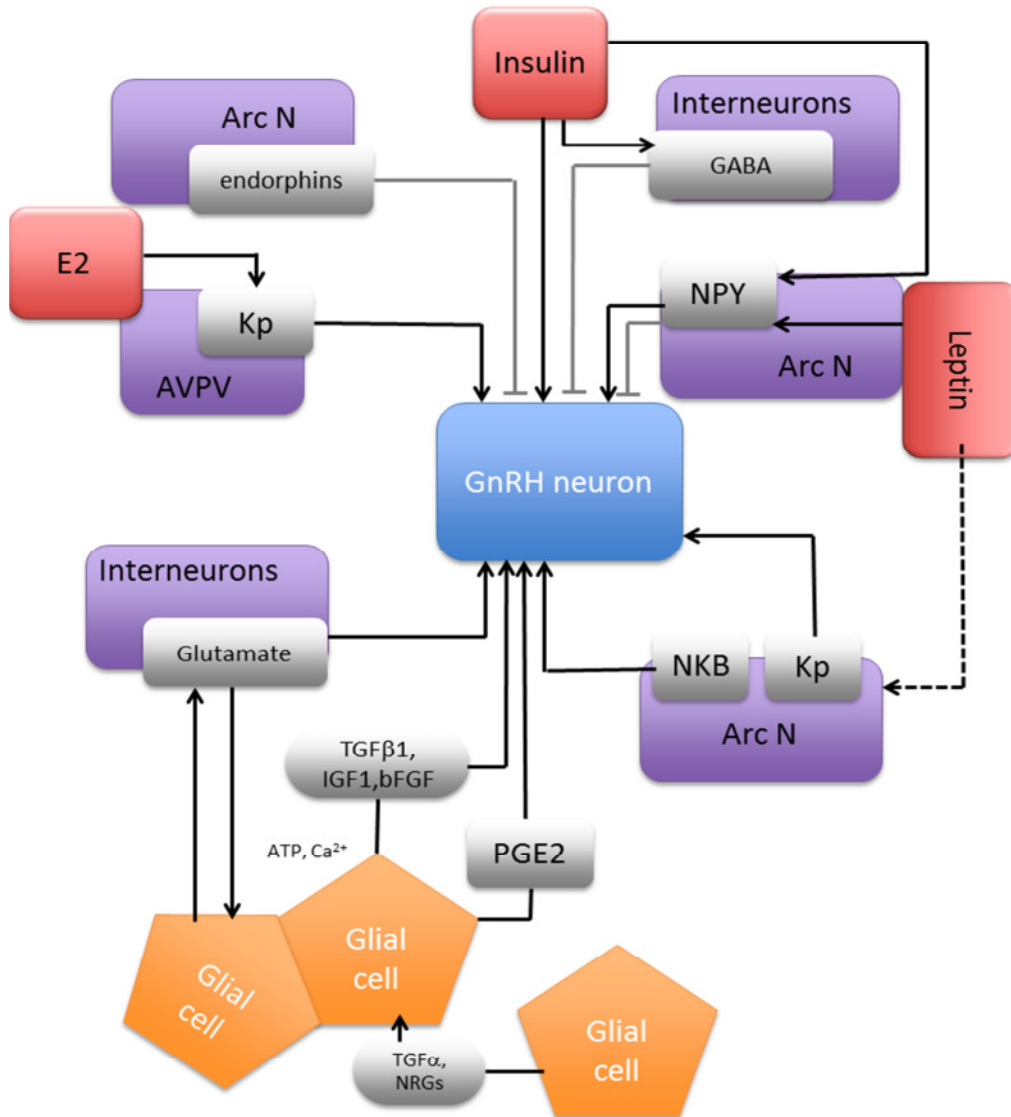 Insulin
Interneurons
GABA
Arc N
endorphins
E2
Kp
AVPV
NPY
Arc N
Leptin
GnRH neuron
Interneurons
Glutamate
NKB
Kp
Arc N
TGFβ1,
IGF1,bFGF
ATP, Ca²⁺
PGE2
Glial
cell
Glial
cell
Glial
cell
TGFα,
NRGs